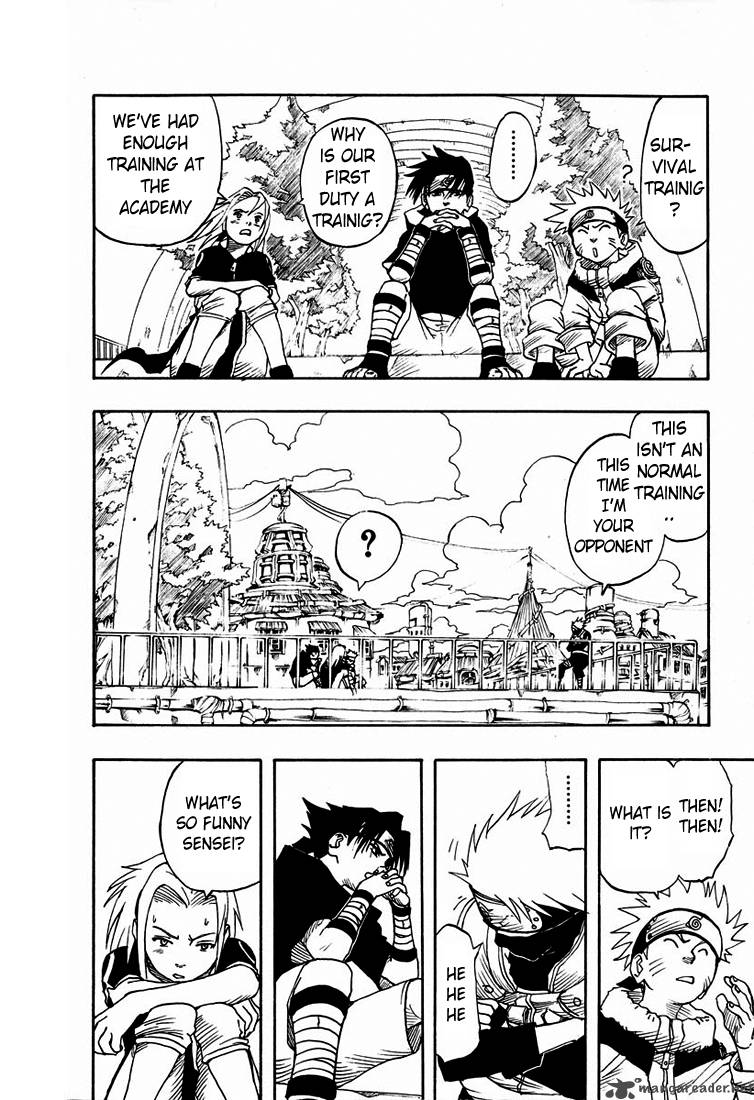 SUR-
VIVAL
TRAINIG
?
?
........
WHY
IS OUR
FIRST
DUTY A
TRAINIG?
WE'VE HAD
ENOUGH
TRAINING AT
THE
ACADEMY
THIS
ISN'T AN
NORMAL
TRAINING
..
THIS
TIME
I'M
YOUR
OPPONENT
?
THEN!
THEN!
WHAT IS
IT?
........
HE
HE
HE
WHAT'S
SO FUNNY
SENSEI?